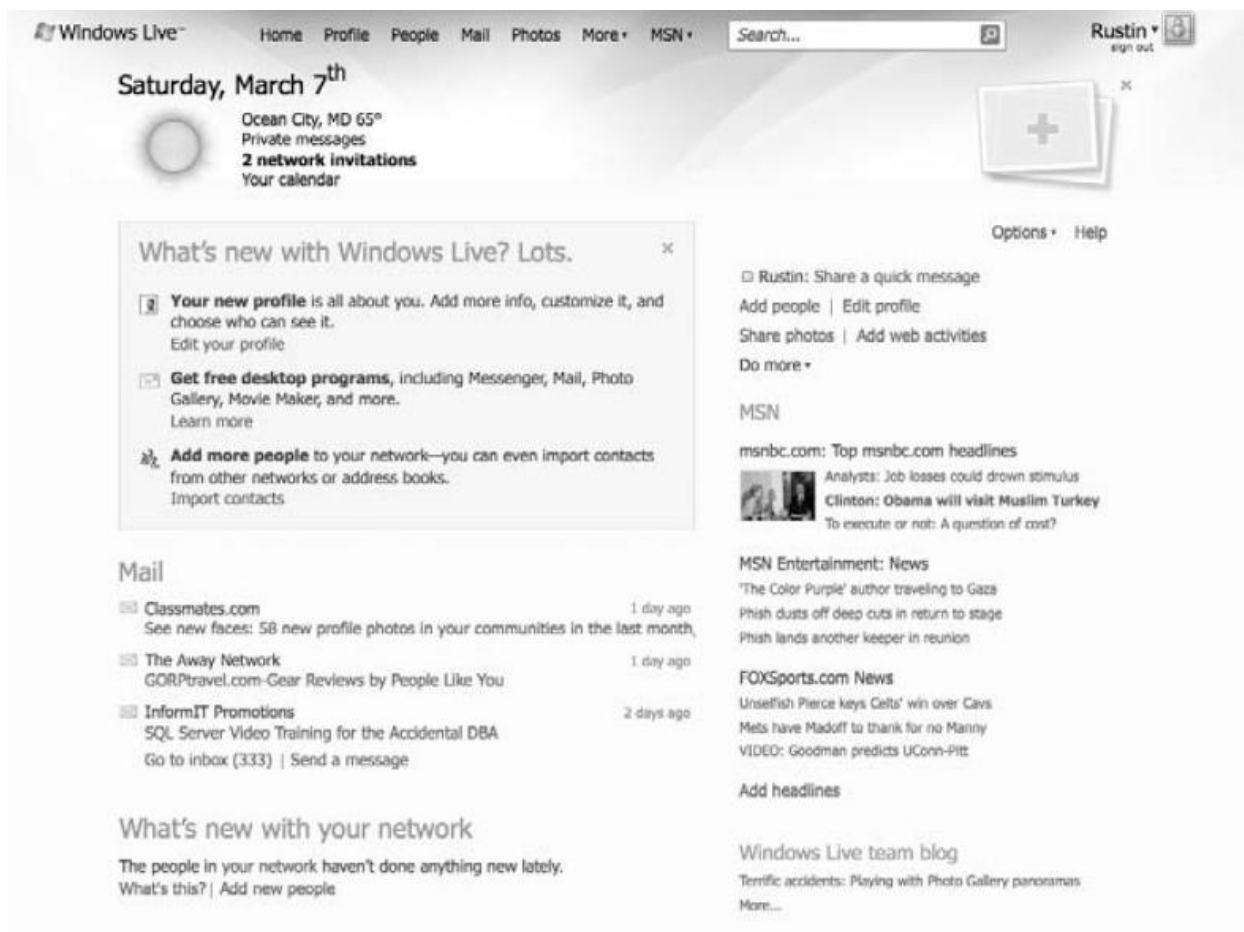 Windows Live™
Home Profile People Mail Photos More MSN
Search...
Rustin
sign out
Saturday, March 7th
Ocean City, MD 65°
Private messages
2 network invitations
Your calendar
What's new with Windows Live? Lots.
Your new profile is all about you. Add more info, customize it, and
choose who can see it.
Edit your profile
Get free desktop programs, including Messenger, Mail, Photo
Gallery, Movie Maker, and more.
Learn more
Add more people to your network—you can even import contacts
from other networks or address books.
Import contacts
Mail
Classmates.com 1 day ago
See new faces: 58 new profile photos in your communities in the last month,
The Away Network 1 day ago
GORPtravel.com-Gear Reviews by People Like You
InformIT Promotions 2 days ago
SQL Server Video Training for the Accidental DBA
Go to inbox (333) | Send a message
What's new with your network
The people in your network haven't done anything new lately.
What's this? | Add new people
Options Help
Rustin: Share a quick message
Add people | Edit profile
Share photos | Add web activities
Do more
MSN
msnbc.com: Top msnbc.com headlines
Analysts: Job losses could drown stimulus
Clinton: Obama will visit Muslim Turkey
To execute or not: A question of cost?
MSN Entertainment: News
'The Color Purple' author traveling to Gaza
Phish dusts off deep cuts in return to stage
Phish lands another keeper in reunion
FOXSports.com News
Unselfish Pierce keys Celts' win over Cavs
Mets have Madoff to thank for no Manny
VIDEO: Goodman predicts UConn-Pitt
Add headlines
Windows Live team blog
Terrific accidents: Playing with Photo Gallery panoramas
More...